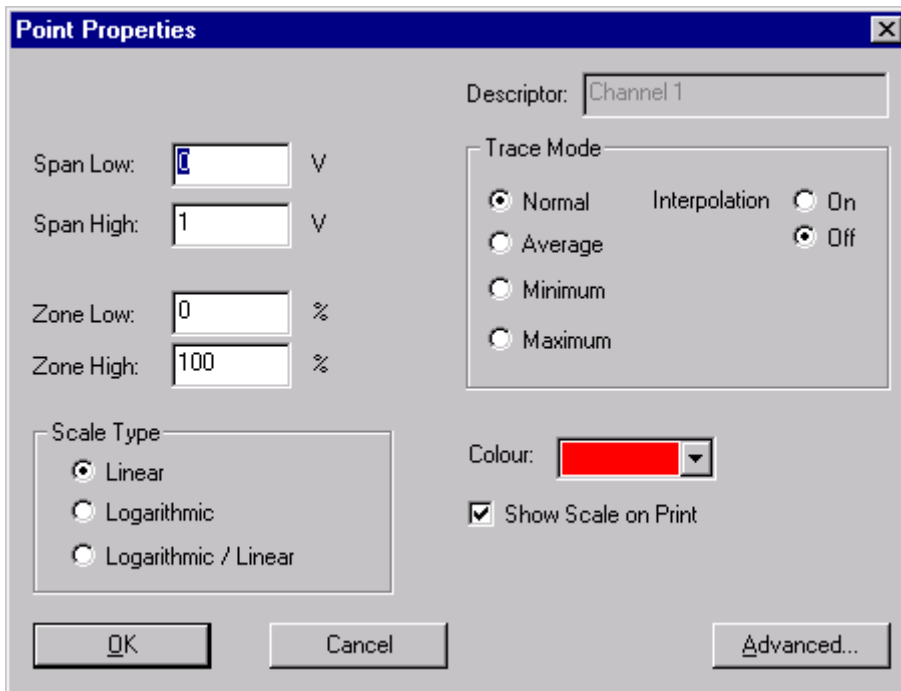 Point Properties
Descriptor: Channel 1
Span Low: 0 V
Span High: 1 V
Zone Low: 0 %
Zone High: 100 %
Trace Mode
Normal
Average
Minimum
Maximum
Interpolation On
Off
Scale Type
Linear
Logarithmic
Logarithmic / Linear
Colour:
Show Scale on Print
OK
Cancel
Advanced...